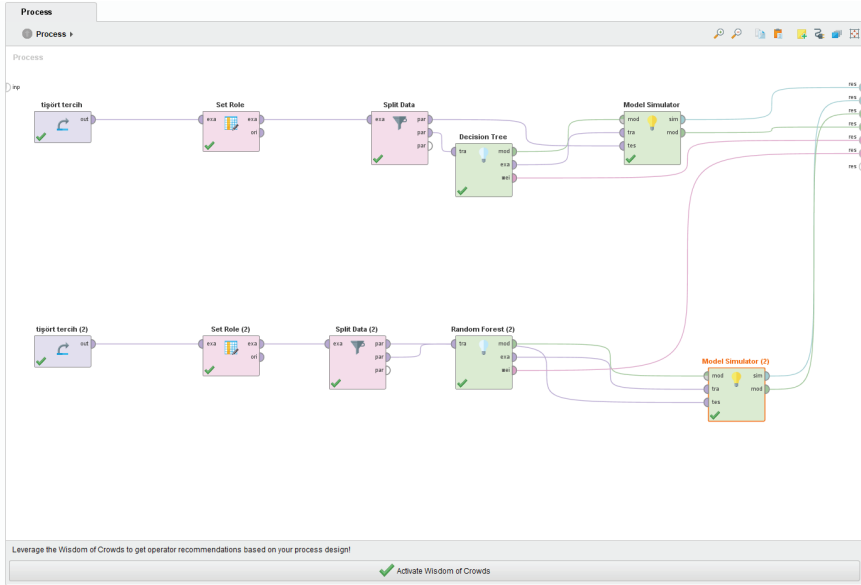 Process
Process
Process
inp
res
res
res
res
res
res
res
tişört tercih
out
Set Role
exa
exa
ori
Split Data
exa
par
par
par
Decision Tree
tra
mod
exa
wei
Model Simulator
mod
sim
tra
mod
tes
tişört tercih (2)
out
Set Role (2)
exa
exa
ori
Split Data (2)
exa
par
par
par
Random Forest (2)
tra
mod
exa
wei
Model Simulator (2)
mod
sim
tra
mod
tes
Leverage the Wisdom of Crowds to get operator recommendations based on your process design!
Activate Wisdom of Crowds